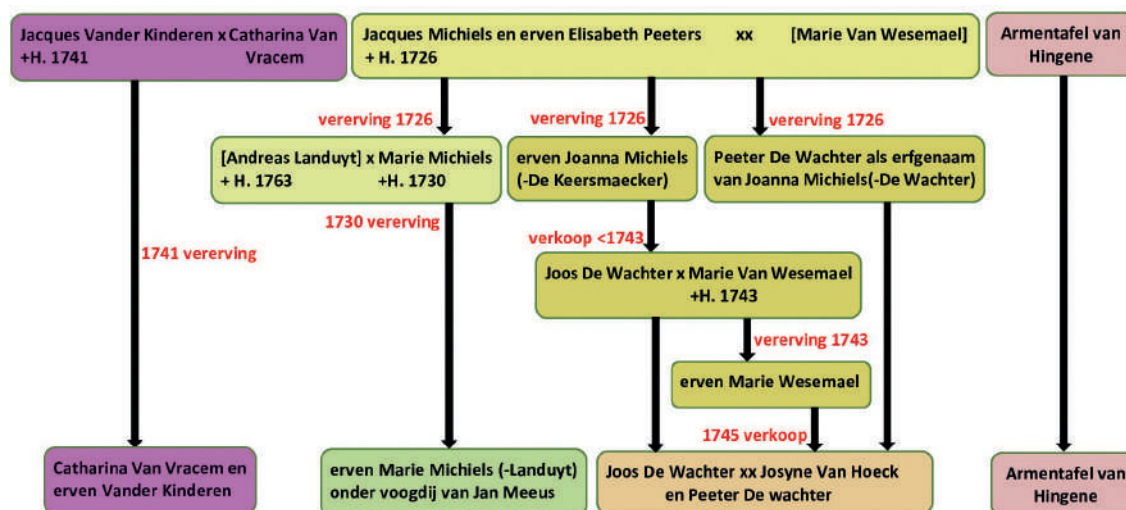 Jacques Vander Kinderen x Catharina Van
+H. 1741 Vracem
Jacques Michiels en erven Elisabeth Peeters xx [Marie Van Wesemael]
+ H. 1726
Armentafel van
Hingene
vererving 1726
vererving 1726
vererving 1726
[Andreas Landuyt] x Marie Michiels
+ H. 1763 +H. 1730
erven Joanna Michiels
(-De Keersmaecker)
Peeter De Wachter als erfgenaam
van Joanna Michiels(-De Wachter)
1730 vererving
verkoop <1743
1741 vererving
Joos De Wachter x Marie Van Wesemael
+H. 1743
vererving 1743
erven Marie Wesemael
1745 verkoop
Catharina Van Vracem en
erven Vander Kinderen
erven Marie Michiels (-Landuyt)
onder voogdij van Jan Meeus
Joos De Wachter xx Josyne Van Hoeck
en Peeter De wachter
Armentafel van
Hingene